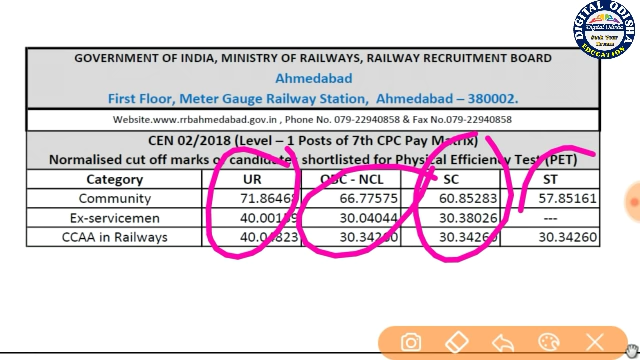 DIGITAL ODISHA
Digital Odisha
EDUCATION
GOVERNMENT OF INDIA, MINISTRY OF RAILWAYS, RAILWAY RECRUITMENT BOARD
Ahmedabad
First Floor, Meter Gauge Railway Station, Ahmedabad – 380002.
Website.www.rrbahmedabad.gov.in , Phone No. 079-22940858 & Fax No.079-22940858
CEN 02/2018 (Level – 1 Posts of 7th CPC Pay Matrix)
Normalised cut off marks of candidates shortlisted for Physical Efficiency Test (PET)
Category UR OBC - NCL SC ST
Community 71.86468 66.77575 60.85283 57.85161
Ex-servicemen 30.04044 30.38026 ---
CCAA in Railways 30.34260 30.34260